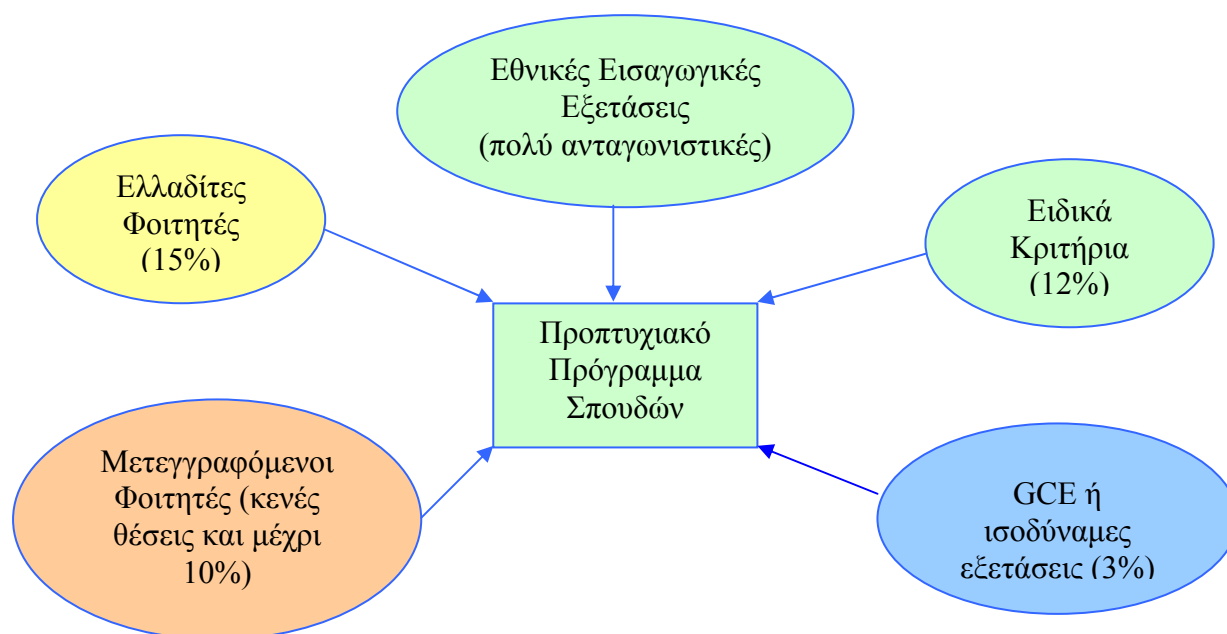 Εθνικές Εισαγωγικές
Εξετάσεις
(πολύ ανταγωνιστικές)
Ελλαδίτες
Φοιτητές
(15%)
Ειδικά
Κριτήρια
(12%)
Προπτυχιακό
Πρόγραμμα
Σπουδών
Μετεγγραφόμενοι
Φοιτητές (κενές
θέσεις και μέχρι
10%)
GCE ή
ισοδύναμες
εξετάσεις (3%)